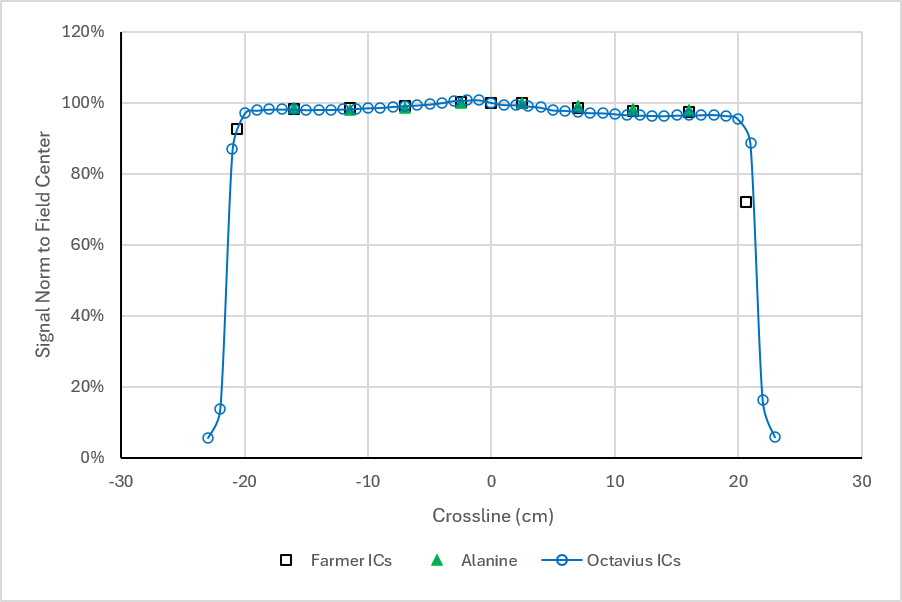 120%
100%
80%
60%
40%
20%
0%
Signal Norm to Field Center
-30 -20 -10 0 10 20 30
Crossline (cm)
Farmer ICs Alanine Octavius ICs